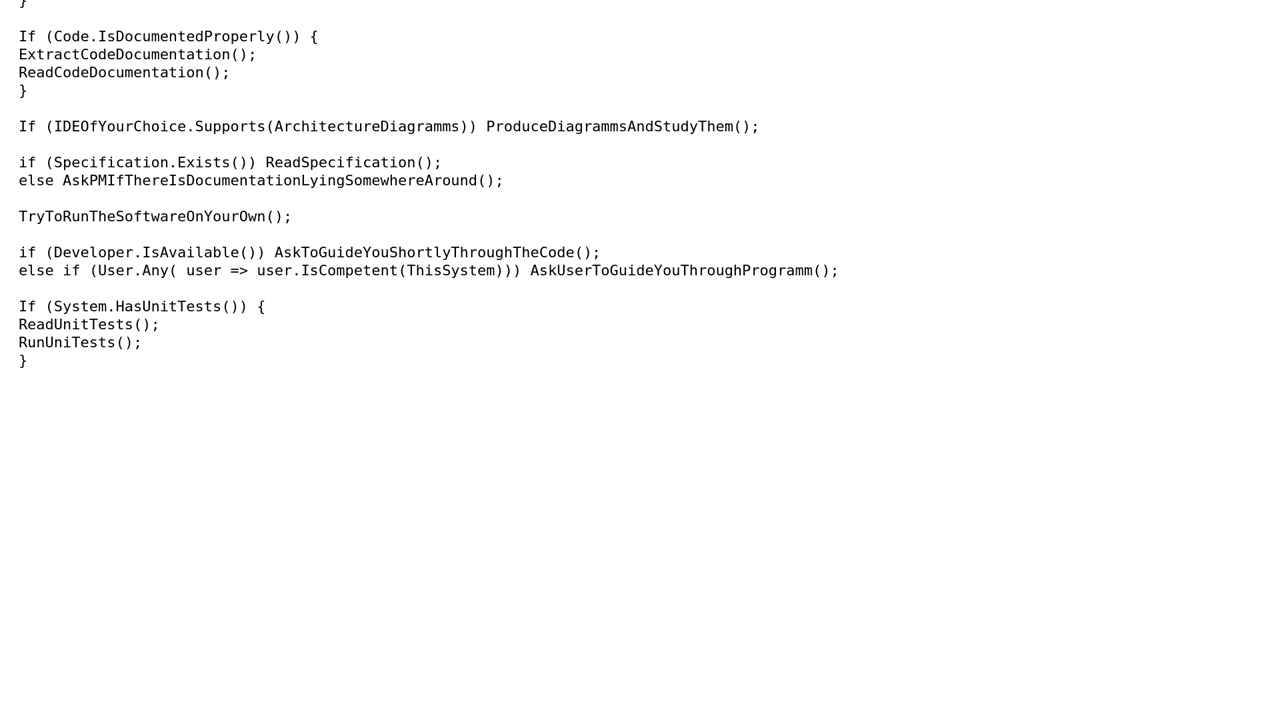 }
If (Code.IsDocumentedProperly()) {
ExtractCodeDocumentation();
ReadCodeDocumentation();
}
If (IDEOfYourChoice.Supports(ArchitectureDiagramms)) ProduceDiagrammsAndStudyThem();
if (Specification.Exists()) ReadSpecification();
else AskPMIfThereIsDocumentationLyingSomewhereAround();
TryToRunTheSoftwareOnYourOwn();
if (Developer.IsAvailable()) AskToGuideYouShortlyThroughTheCode();
else if (User.Any( user => user.IsCompetent(ThisSystem))) AskUserToGuideYouThroughProgramm();
If (System.HasUnitTests()) {
ReadUnitTests();
RunUniTests();
}